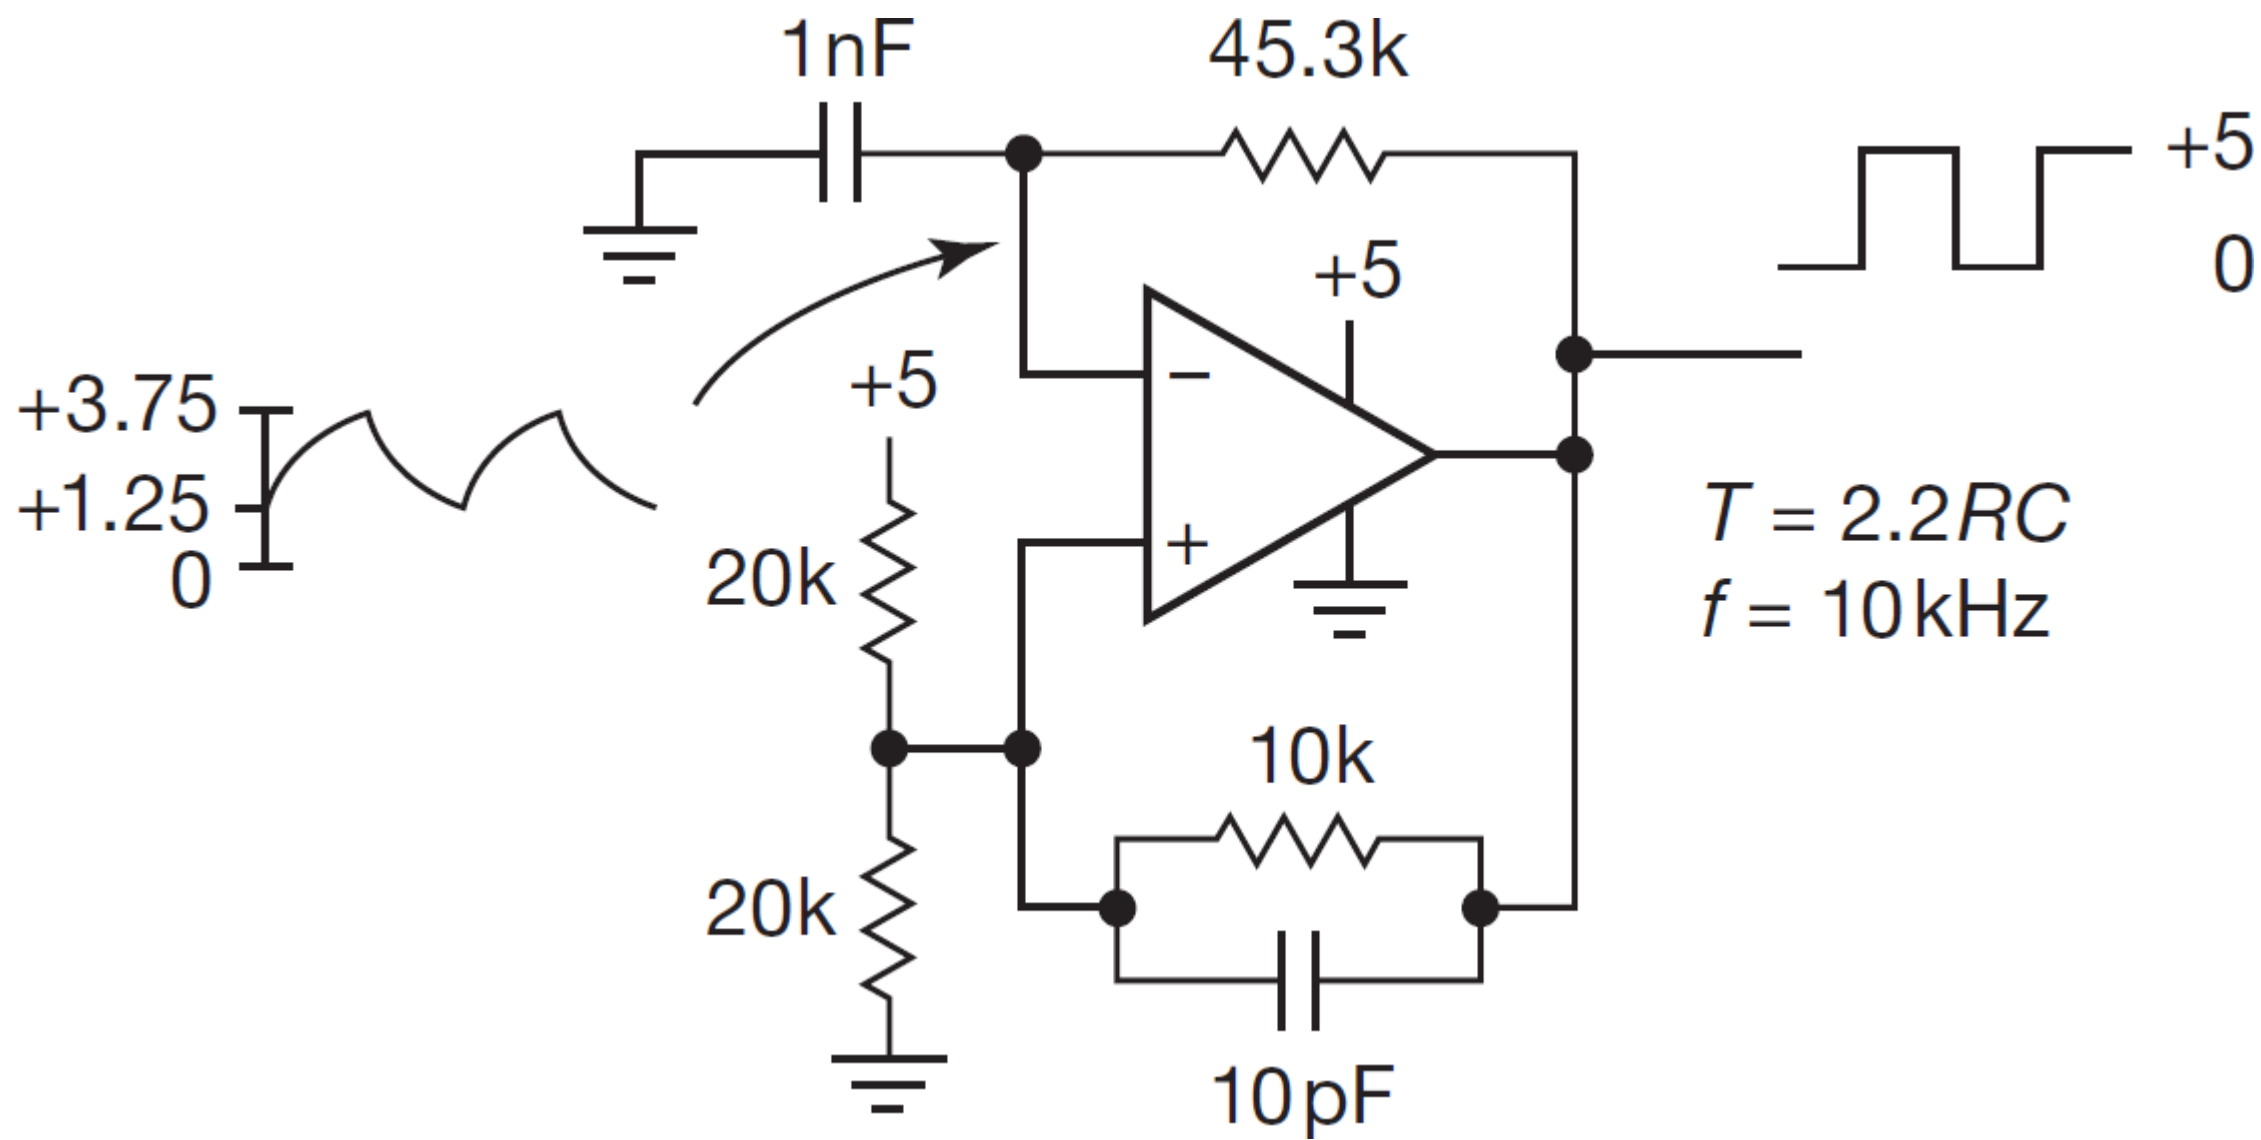 1nF
45.3k
+5
0
+5
+5
+3.75
+1.25
0
−
+
20k
T = 2.2RC
f = 10kHz
10k
20k
10pF